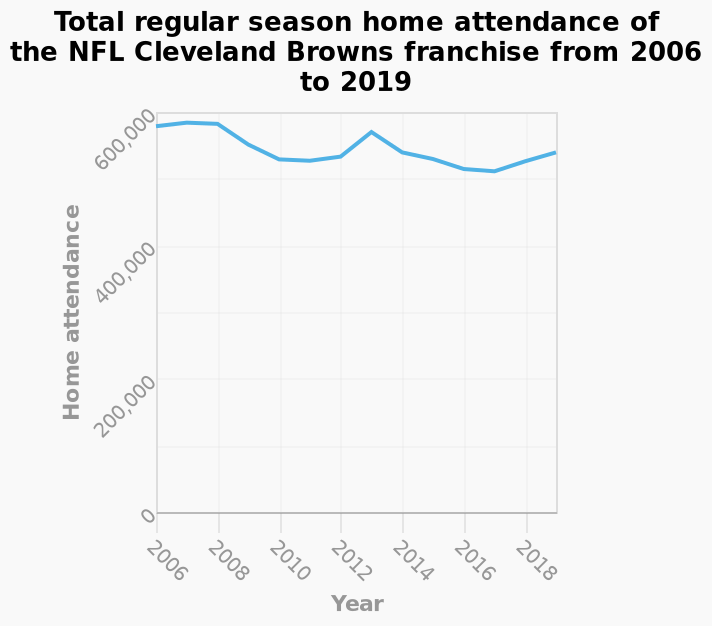 Total regular season home attendance of
the NFL Cleveland Browns franchise from 2006
to 2019
Home attendance
600,000
400,000
200,000
0
2006
2008
2010
2012
2014
2016
2018
Year